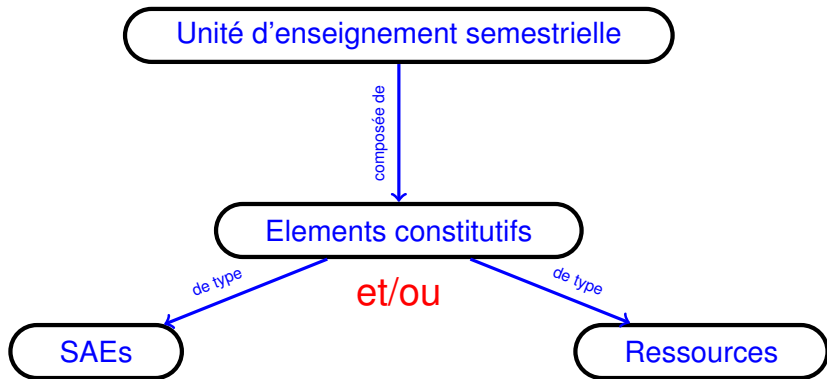 Unité d'enseignement semestrielle
composée de
Elements constitutifs
de type
de type
et/ou
SAEs
Ressources